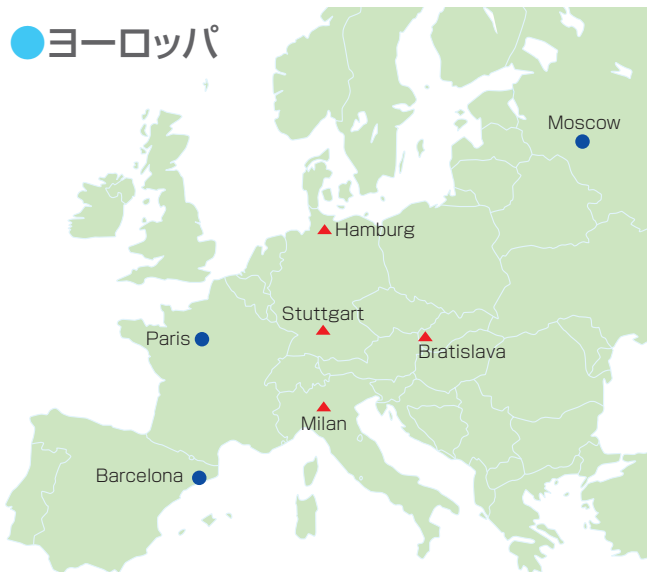 ヨーロッパ
Moscow
Hamburg
Stuttgart
Paris
Bratislava
Milan
Barcelona